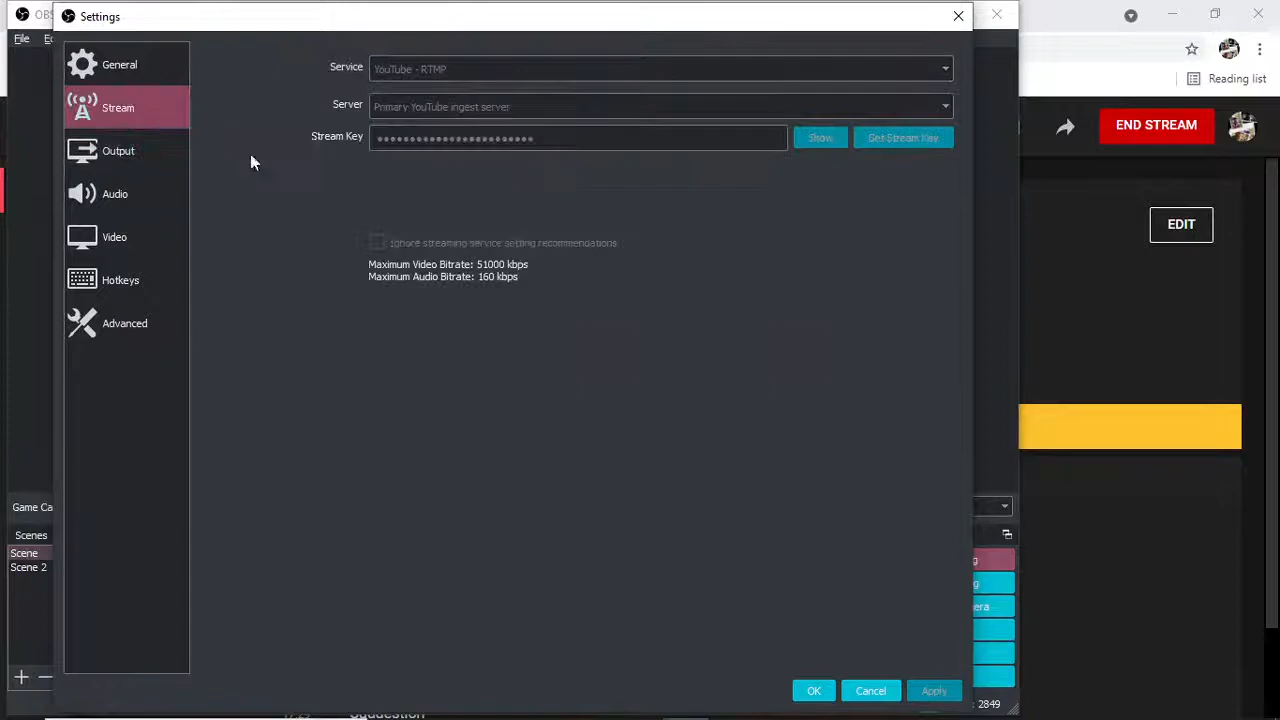 OBS
Settings
File
General
Service
YouTube - RTMP
Reading list
Stream
Server
Primary YouTube ingest server
END STREAM
Stream Key
Show
Get Stream Key
Output
Audio
EDIT
Video
Ignore streaming service setting recommendations
Maximum Video Bitrate: 51000 kbps
Maximum Audio Bitrate: 160 kbps
Hotkeys
Advanced
Game Ca
Scenes
Scene
Scene 2
g
g
era
OK
Cancel
Apply
: 2849